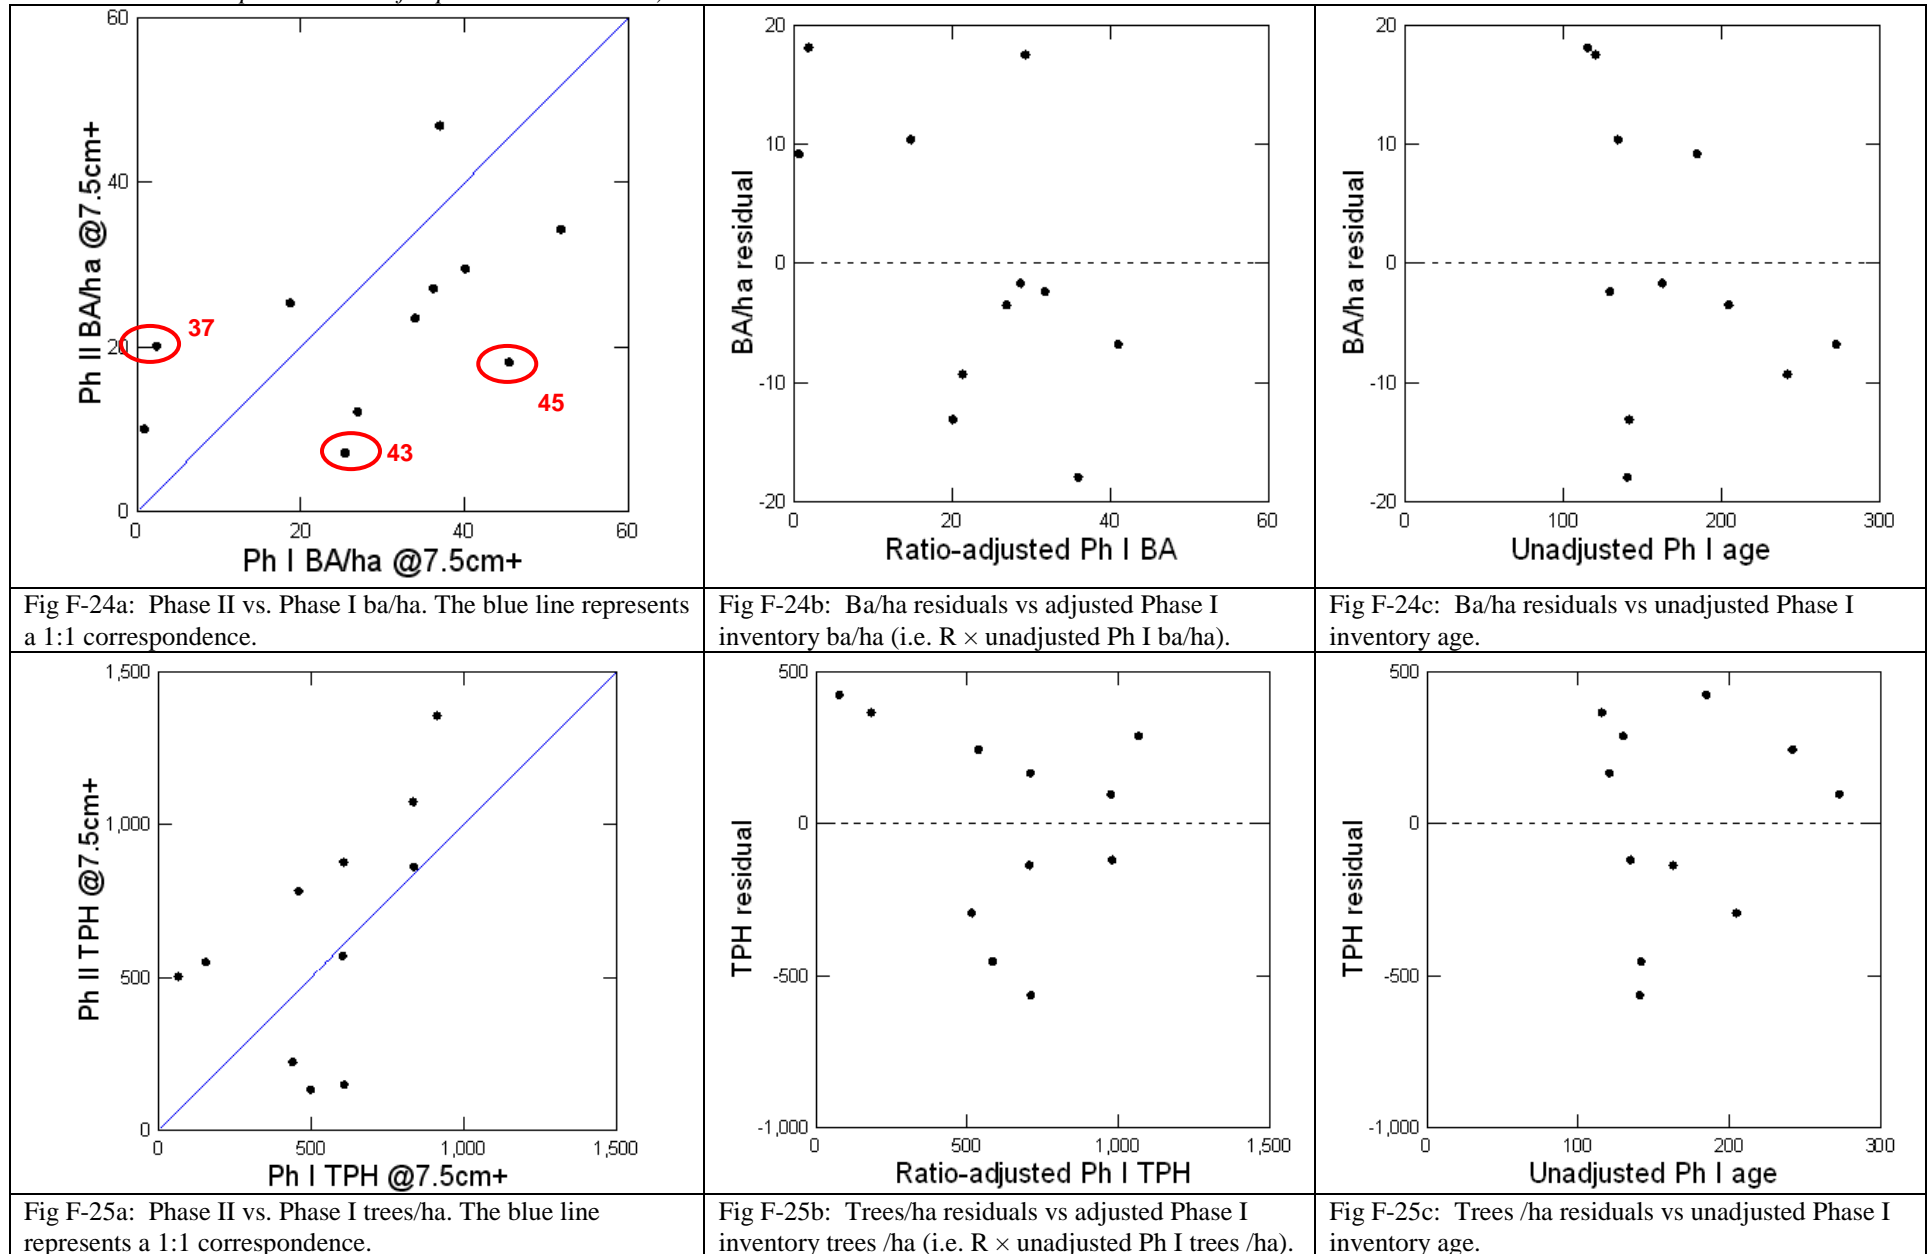 60
40
20
0
0
20
40
60
Ph II BA/ha @7.5cm+
Ph I BA/ha @7.5cm+
37
45
43
20
10
0
-10
-20
0
20
40
60
BA/ha residual
Ratio-adjusted Ph I BA
20
10
0
-10
-20
0
100
200
300
BA/ha residual
Unadjusted Ph I age
Fig F-24a: Phase II vs. Phase I ba/ha. The blue line represents
a 1:1 correspondence.
Fig F-24b: Ba/ha residuals vs adjusted Phase I
inventory ba/ha (i.e. R × unadjusted Ph I ba/ha).
Fig F-24c: Ba/ha residuals vs unadjusted Phase I
inventory age.
1,500
1,000
500
0
0
500
1,000
1,500
Ph II TPH @7.5cm+
Ph I TPH @7.5cm+
500
0
-500
-1,000
0
500
1,000
1,500
TPH residual
Ratio-adjusted Ph I TPH
500
0
-500
-1,000
0
100
200
300
TPH residual
Unadjusted Ph I age
Fig F-25a: Phase II vs. Phase I trees/ha. The blue line
represents a 1:1 correspondence.
Fig F-25b: Trees/ha residuals vs adjusted Phase I
inventory trees /ha (i.e. R × unadjusted Ph I trees /ha).
Fig F-25c: Trees /ha residuals vs unadjusted Phase I
inventory age.